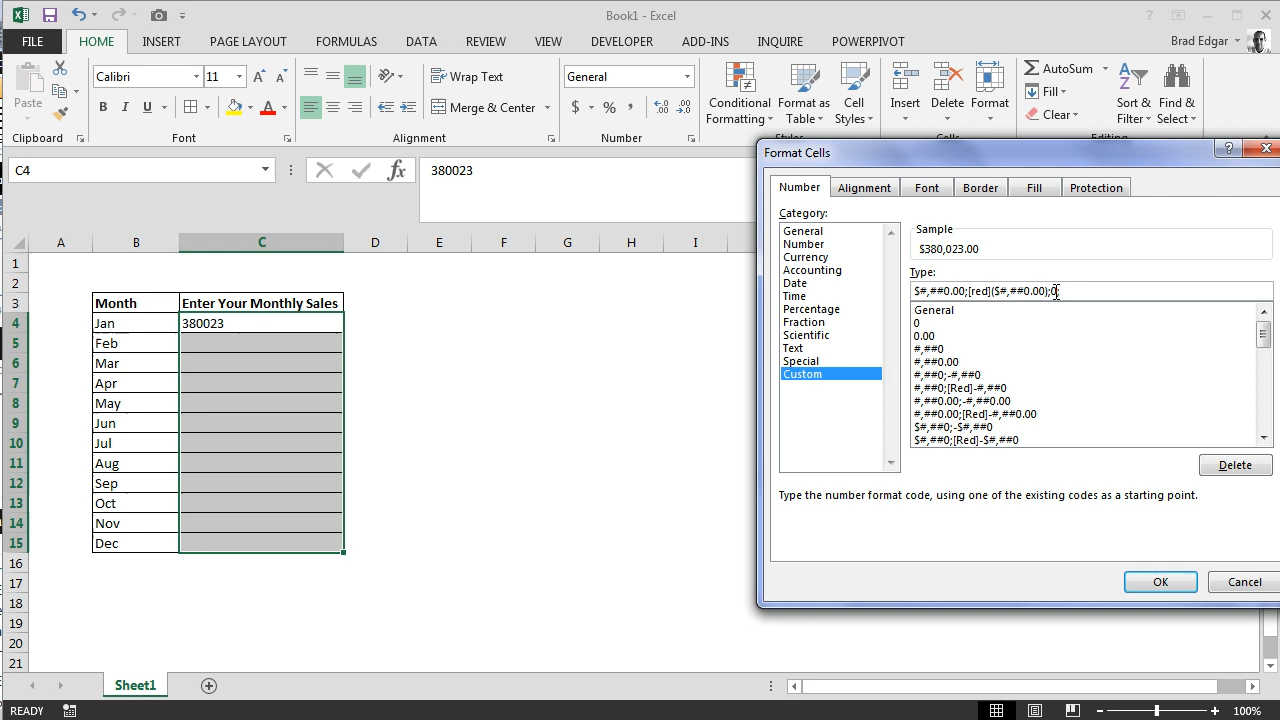 Book1 - Excel
FILE HOME INSERT PAGE LAYOUT FORMULAS DATA REVIEW VIEW DEVELOPER ADD-INS INQUIRE POWERPIVOT Brad Edgar
Calibri 11 Wrap Text General AutoSum
Paste B I U Merge & Center $ % , Conditional Formatting Format as Table Cell Styles Insert Delete Format Fill Clear Sort & Filter Find & Select
Clipboard Font Alignment Number Styles Cells Editing
C4 fx 380023
A B C D E F G H I
1
2
3 Month Enter Your Monthly Sales
4 Jan 380023
5 Feb
6 Mar
7 Apr
8 May
9 Jun
10 Jul
11 Aug
12 Sep
13 Oct
14 Nov
15 Dec
16
17
18
19
20
21
Format Cells
Number Alignment Font Border Fill Protection
Category:
General
Number
Currency
Accounting
Date
Time
Percentage
Fraction
Scientific
Text
Special
Custom
Sample
$380,023.00
Type:
$#,##0.00;[red]($#,##0.00);0;
General
0
0.00
#,##0
#,##0.00
#,##0;-#,##0
#,##0;[Red]-#,##0
#,##0.00;-#,##0.00
#,##0.00;[Red]-#,##0.00
$#,##0;-$#,##0
$#,##0;[Red]-$#,##0
Delete
Type the number format code, using one of the existing codes as a starting point.
OK Cancel
Sheet1
READY 100%